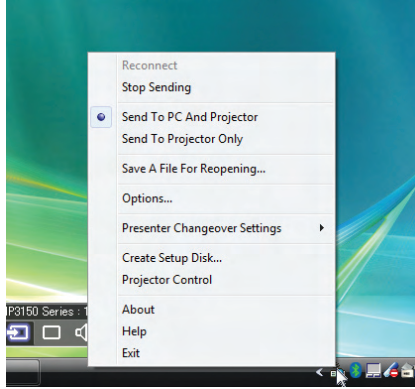 Reconnect
Stop Sending
Send To PC And Projector
Send To Projector Only
Save A File For Reopening...
Options...
Presenter Changeover Settings
Create Setup Disk...
Projector Control
About
Help
Exit
Series : 1